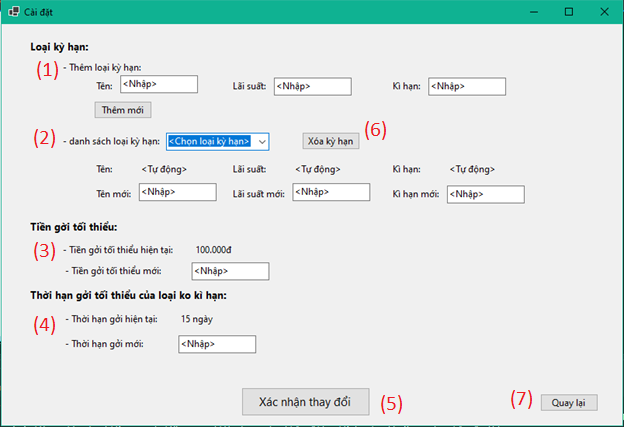 Cài đặt
Loại kỳ hạn:
(1) - Thêm loại kỳ hạn:
Tên: <Nhập> Lãi suất: <Nhập> Kì hạn: <Nhập>
Thêm mới
(2) - danh sách loại kỳ hạn: <Chọn loại kỳ hạn> Xóa kỳ hạn (6)
Tên: <Tự động> Lãi suất: <Tự động> Kì hạn: <Tự động>
Tên mới: <Nhập> Lãi suất mới: <Nhập> Kì hạn mới: <Nhập>
Tiền gởi tối thiểu:
(3) - Tiền gởi tối thiểu hiện tại: 100.000đ
- Tiền gởi tối thiểu mới: <Nhập>
Thời hạn gởi tối thiểu của loại ko kì hạn:
(4) - Thời hạn gởi hiện tại: 15 ngày
- Thời hạn gởi mới: <Nhập>
Xác nhận thay đổi (5) (7) Quay lại